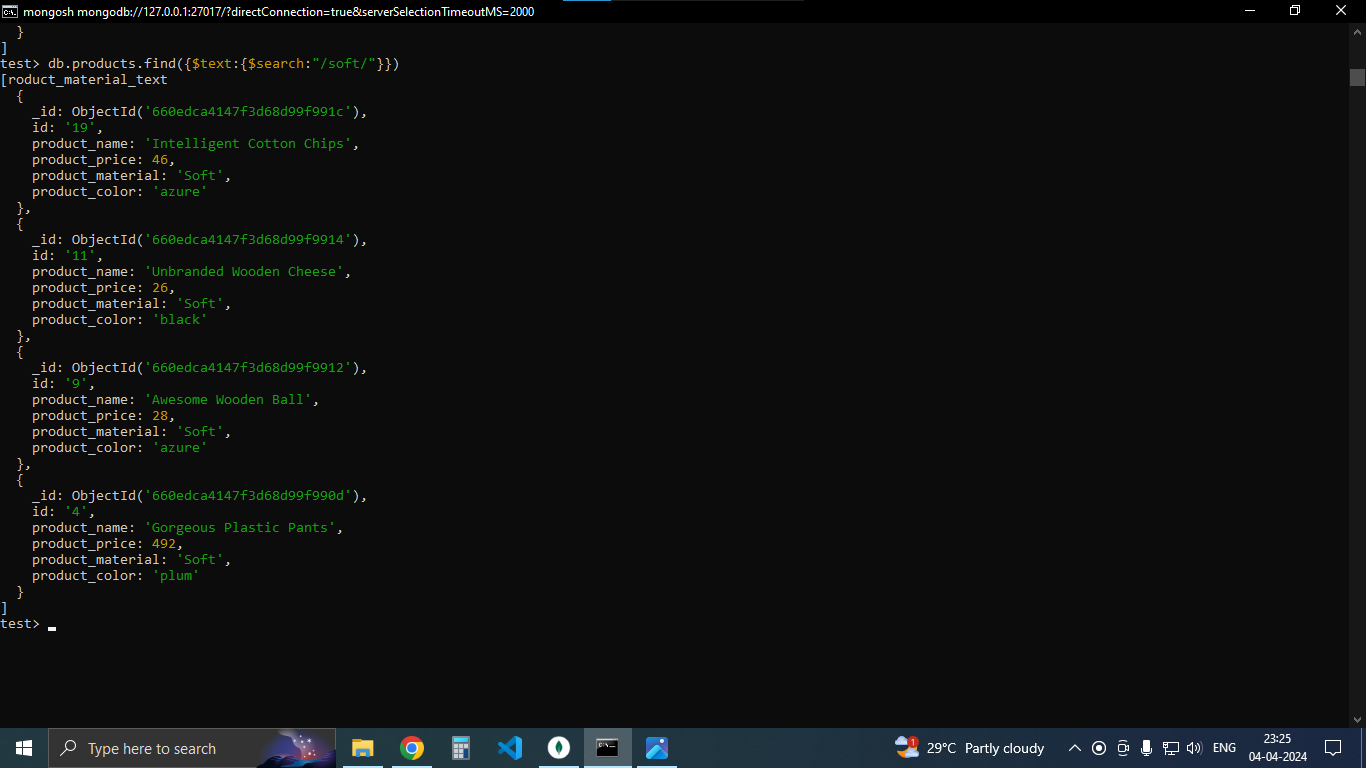 mongosh mongodb://127.0.0.1:27017/?directConnection=true&serverSelectionTimeoutMS=2000
  }
]
test> db.products.find({$text:{$search:"/soft/"}})
[roduct_material_text
  {
    _id: ObjectId('660edca4147f3d68d99f991c'),
    id: '19',
    product_name: 'Intelligent Cotton Chips',
    product_price: 46,
    product_material: 'Soft',
    product_color: 'azure'
  },
  {
    _id: ObjectId('660edca4147f3d68d99f9914'),
    id: '11',
    product_name: 'Unbranded Wooden Cheese',
    product_price: 26,
    product_material: 'Soft',
    product_color: 'black'
  },
  {
    _id: ObjectId('660edca4147f3d68d99f9912'),
    id: '9',
    product_name: 'Awesome Wooden Ball',
    product_price: 28,
    product_material: 'Soft',
    product_color: 'azure'
  },
  {
    _id: ObjectId('660edca4147f3d68d99f990d'),
    id: '4',
    product_name: 'Gorgeous Plastic Pants',
    product_price: 492,
    product_material: 'Soft',
    product_color: 'plum'
  }
]
test>
Type here to search
1
29°C Partly cloudy
ENG
23:25
04-04-2024